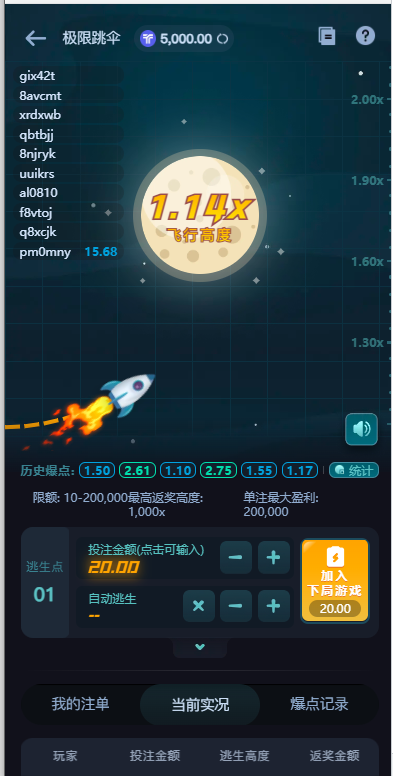 极限跳伞 5,000.00
gix42t
8avcmt
xrdxwb
qbtbjj
8njryk
uuikrs
al0810
f8vtoj
q8xcjk
pm0mny 15.68
1.14x
飞行高度
2.00x
1.90x
1.60x
1.30x
历史爆点: 1.50 2.61 1.10 2.75 1.55 1.17 统计
限额: 10-200,000最高返奖高度: 单注最大盈利:
1,000x 200,000
逃生点
01
投注金额(点击可输入)
20.00
自动逃生
--
加入
下局游戏
20.00
我的注单 当前实况 爆点记录
玩家 投注金额 逃生高度 返奖金额